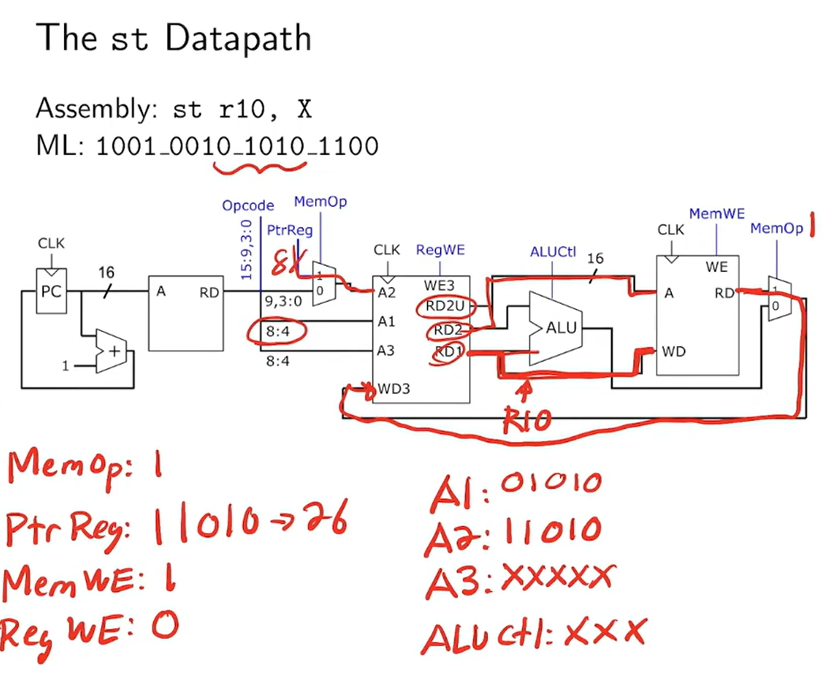 The st Datapath
Assembly: st r10, X
ML: 1001_0010_1010_1100
Opcode
MemOp
15:9,3:0
PtrReg
CLK
PC
16
A
RD
1
+
1
0
9,3:0
8:4
8:4
CLK
RegWE
WE3
A2
RD2U
A1
RD2
A3
RD1
WD3
ALUCtl
16
ALU
R10
CLK
MemWE
MemOp 1
WE
A
RD
WD
1
0
MemOp: 1
PtrReg: 11010→26
MemWE: 1
RegWE: 0
A1: 01010
A2: 11010
A3: XXXXX
ALUCtl: XXX